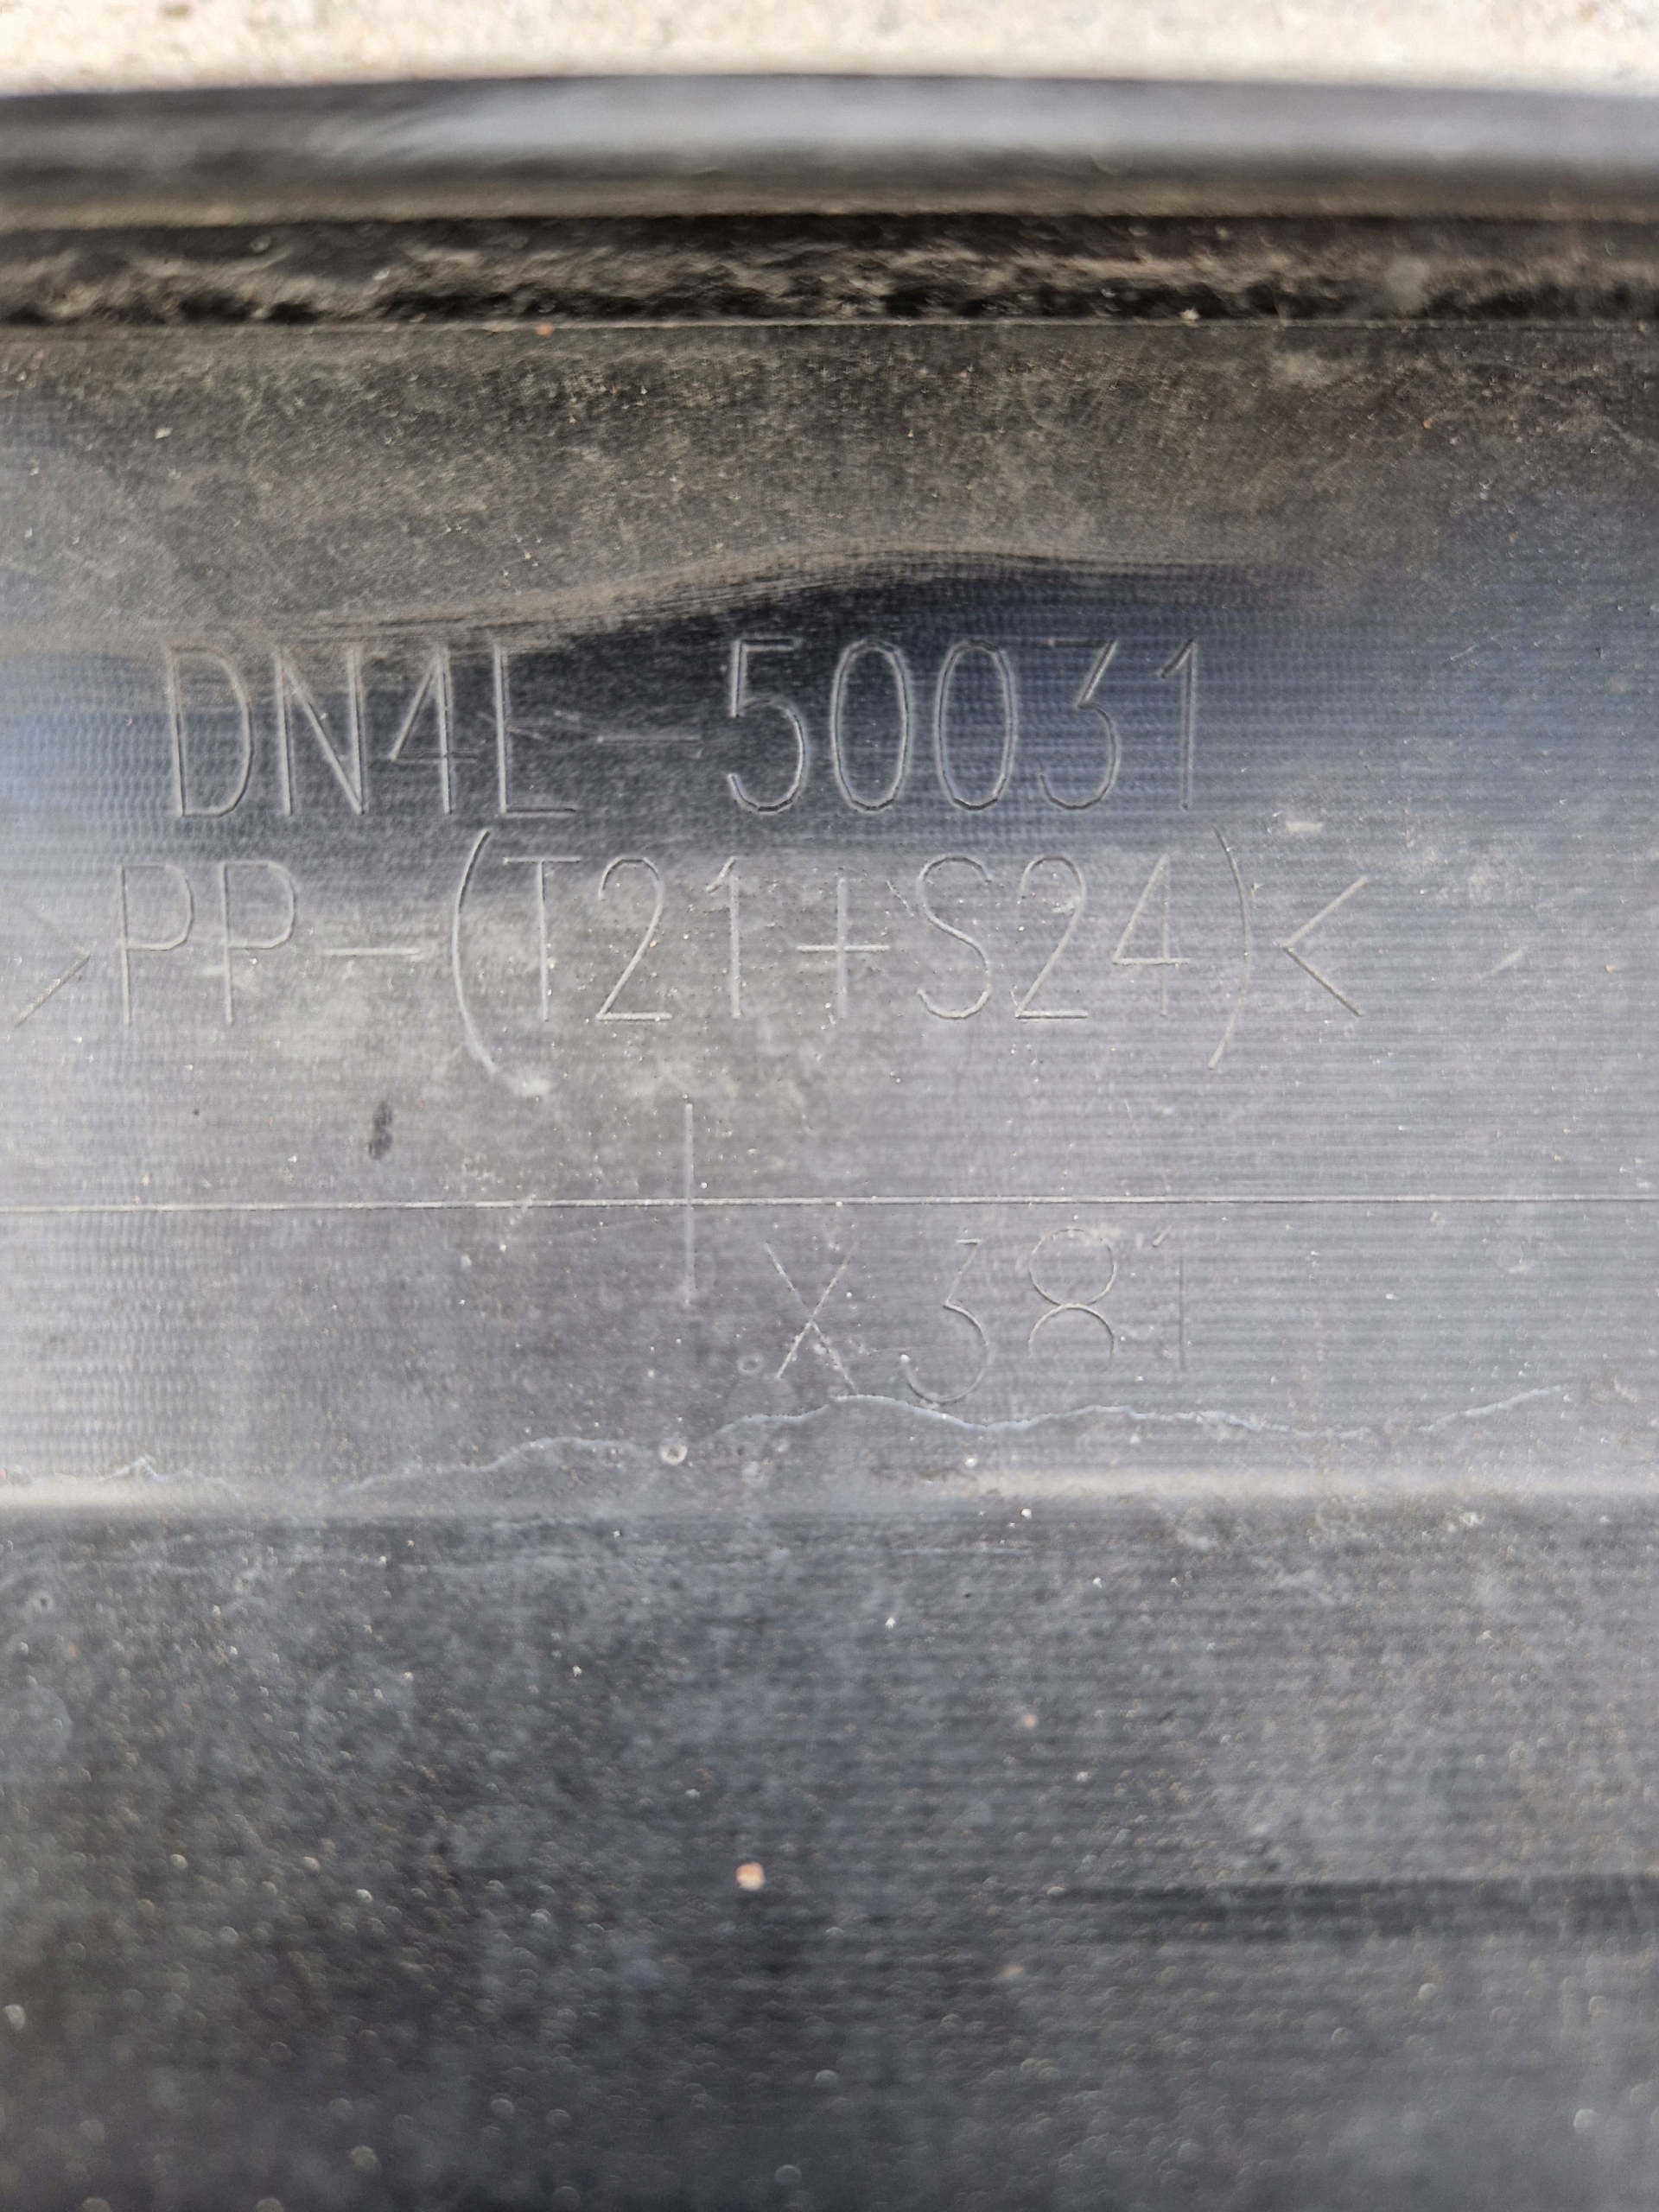 DN4L-50031
>PP-(T21+S24)<
X381